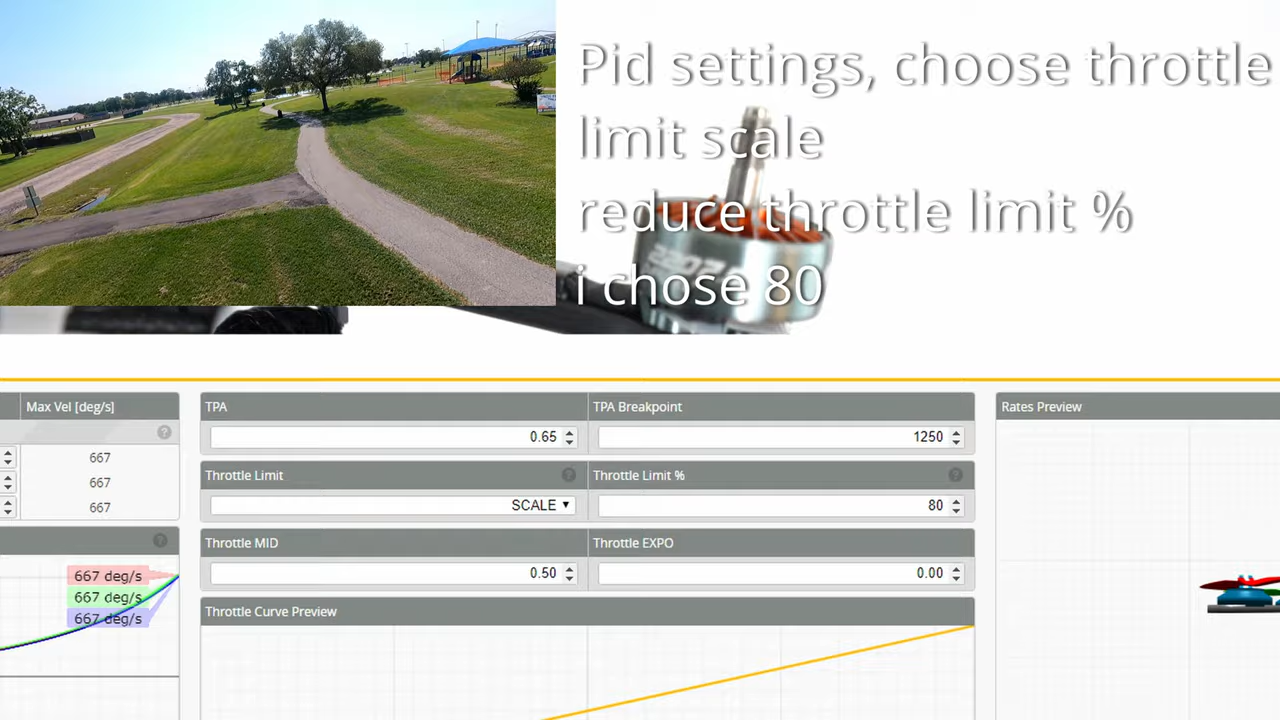 Pid settings, choose throttle
limit scale
reduce throttle limit %
i chose 80
2207
Max Vel [deg/s]
667
667
667
667 deg/s
667 deg/s
667 deg/s
TPA
TPA Breakpoint
0.65
1250
Throttle Limit
Throttle Limit %
SCALE
80
Throttle MID
Throttle EXPO
0.50
0.00
Throttle Curve Preview
Rates Preview